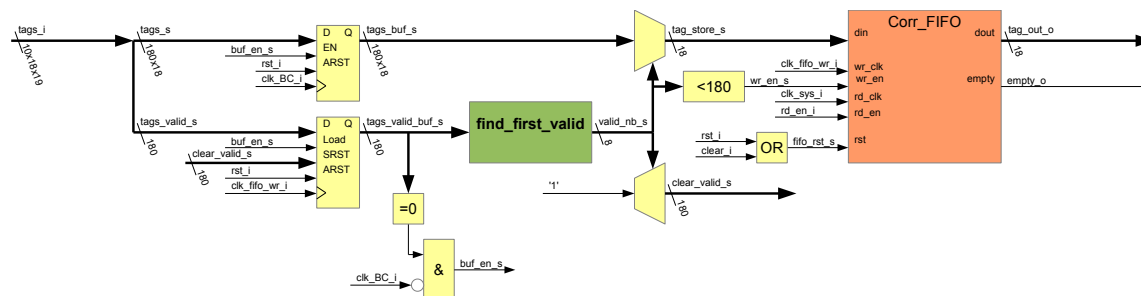 tags_i
10x18x19
tags_s
180x18
buf_en_s
rst_i
clk_BC_i
D Q
EN
ARST
tags_buf_s
180x18
tag_store_s
18
Corr_FIFO
din
dout
wr_clk
wr_en
empty
rd_clk
rd_en
rst
tag_out_o
18
empty_o
clk_fifo_wr_i
wr_en_s
clk_sys_i
rd_en_i
<180
rst_i
clear_i
OR
fifo_rst_s
tags_valid_s
180
buf_en_s
clear_valid_s
180
rst_i
clk_fifo_wr_i
D Q
Load
SRST
ARST
tags_valid_buf_s
180
find_first_valid
valid_nb_s
8
'1'
clear_valid_s
180
=0
clk_BC_i
&
buf_en_s